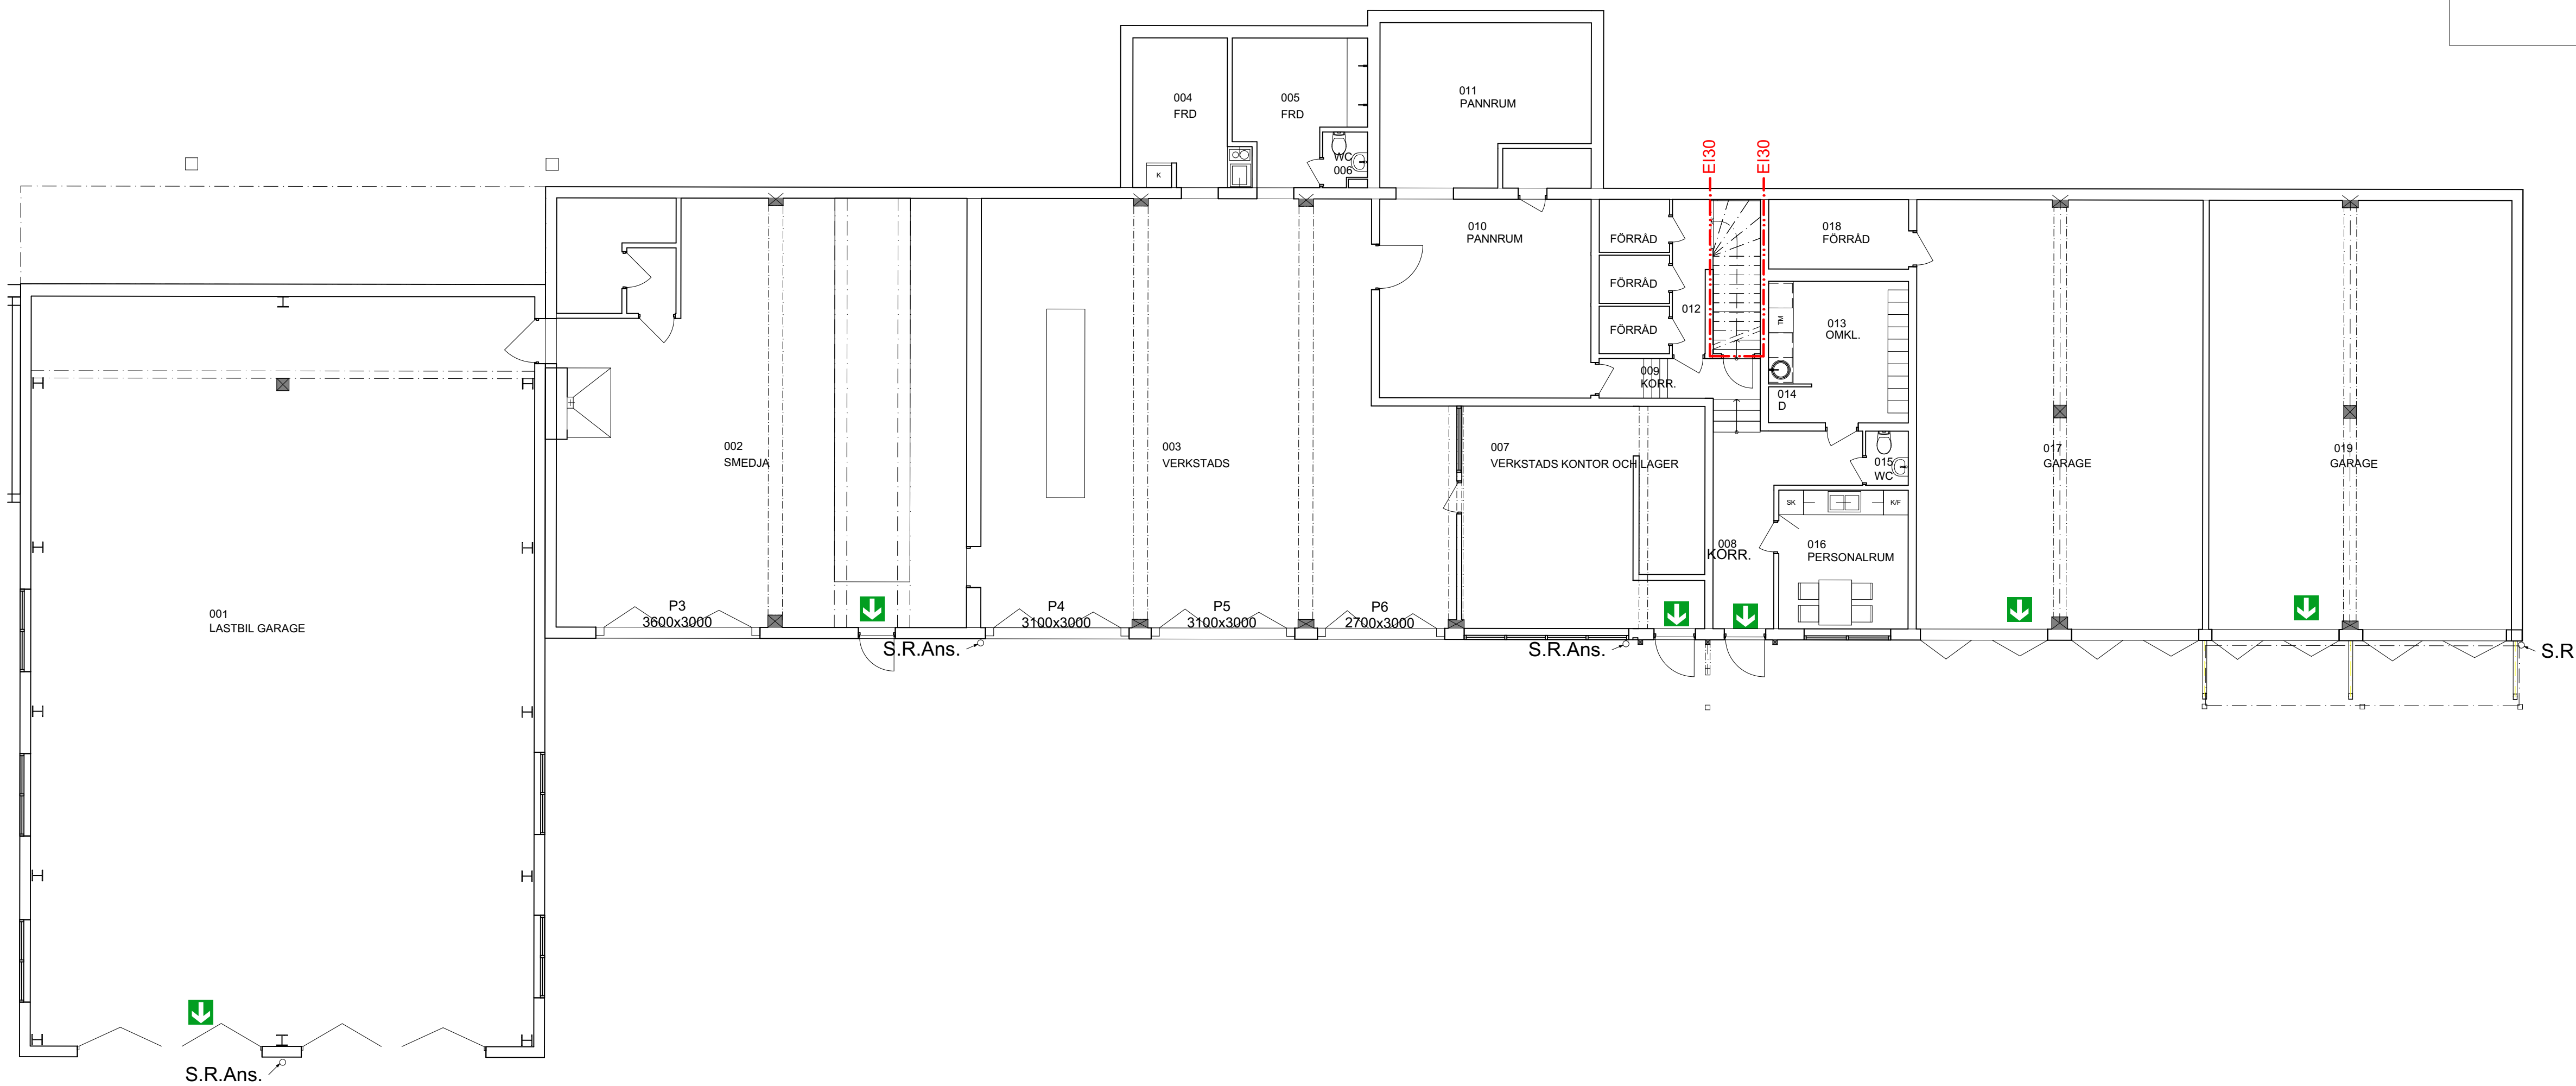 004
FRD
005
FRD
011
PANNRUM
WC
006
K
EI30
EI30
010
PANNRUM
FÖRRÅD
FÖRRÅD
FÖRRÅD
012
018
FÖRRÅD
TM
013
OMKL.
009
KORR.
014
D
002
SMEDJA
003
VERKSTADS
007
VERKSTADS KONTOR OCH LAGER
015
WC
017
GARAGE
019
GARAGE
SK
K/F
008
KORR.
016
PERSONALRUM
001
LASTBIL GARAGE
P3
3600x3000
P4
3100x3000
P5
3100x3000
P6
2700x3000
S.R.Ans.
S.R.Ans.
S.R
S.R.Ans.